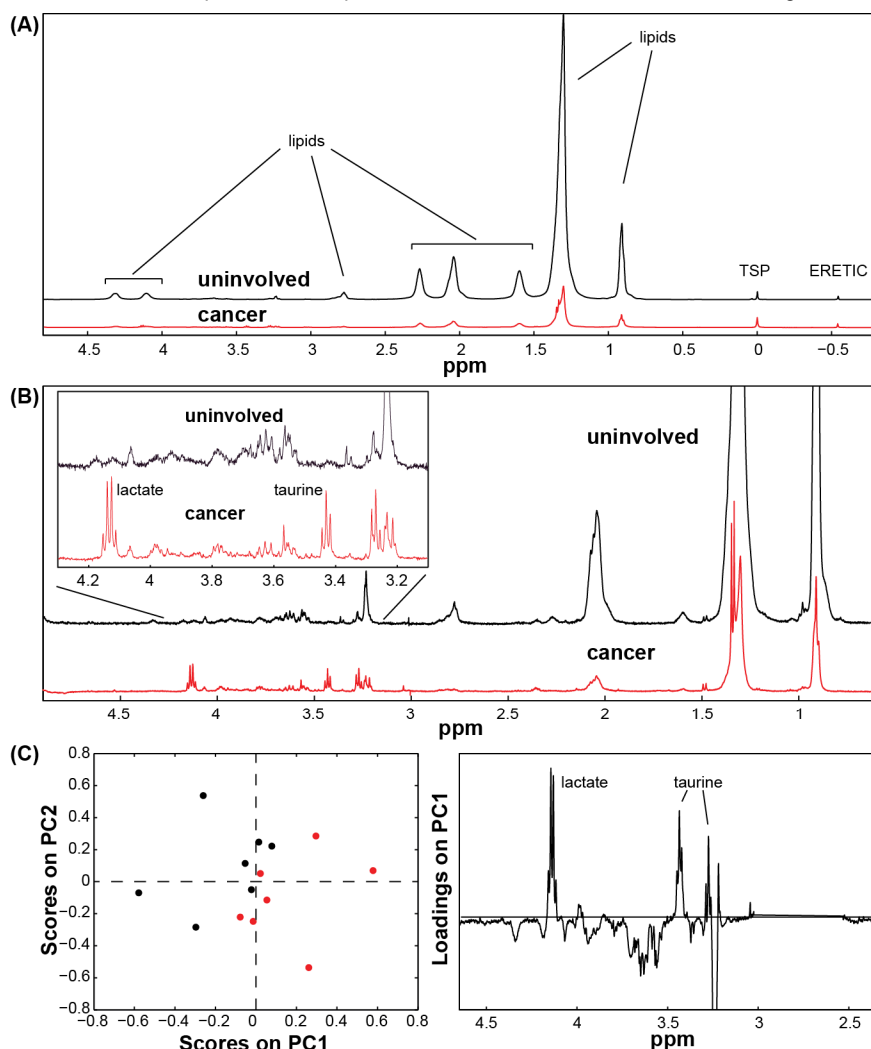 (A)
lipids
lipids
uninvolved
cancer
TSP
ERETIC
4.5 4 3.5 3 2.5 2 1.5 1 0.5 0 −0.5
ppm
(B)
uninvolved
lactate
taurine
cancer
4.2 4 3.8 3.6 3.4 3.2
uninvolved
cancer
4.5 4 3.5 3 2.5 2 1.5 1
ppm
(C)
0.8
0.6
0.4
0.2
0
−0.2
−0.4
−0.6
−0.8
Scores on PC2
−0.8 −0.6 −0.4 −0.2 0 0.2 0.4 0.6 0.8
Scores on PC1
lactate
taurine
Loadings on PC1
4.5 4 3.5 3 2.5
ppm